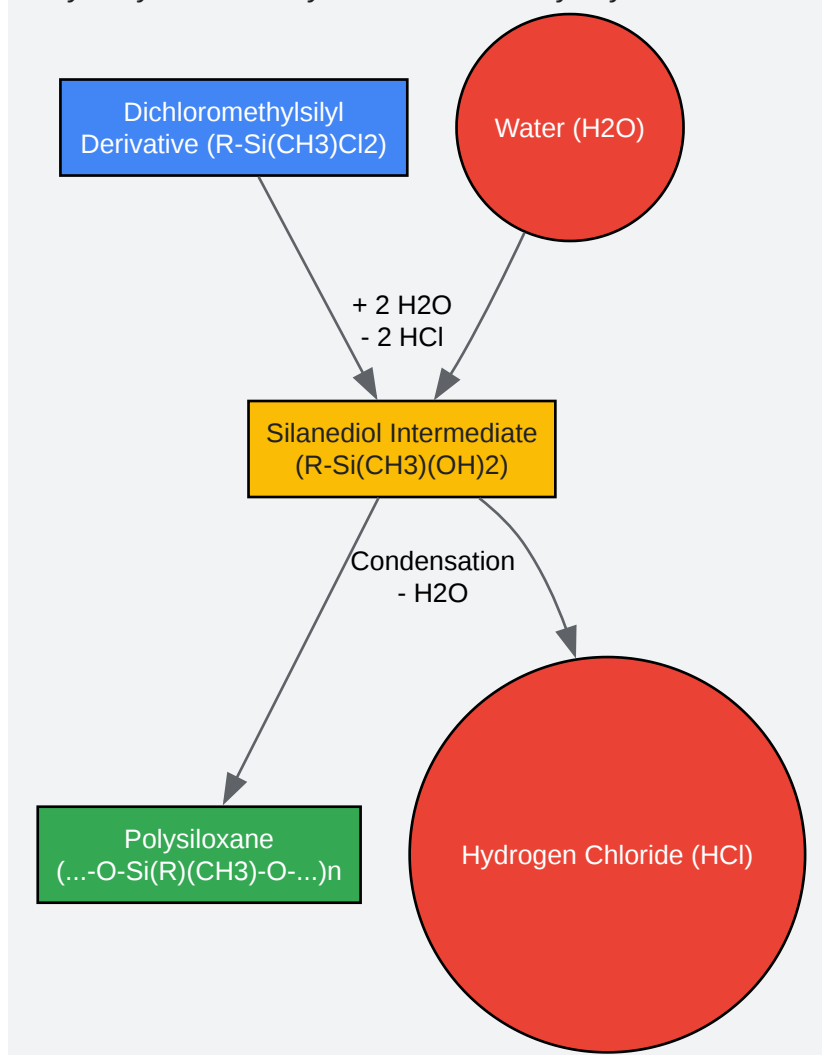 Dichloromethylsilyl
Derivative (R-Si(CH3)Cl2)
Water (H2O)
+ 2 H2O
- 2 HCl
Silanediol Intermediate
(R-Si(CH3)(OH)2)
Condensation
- H2O
Polysiloxane
(...-O-Si(R)(CH3)-O-...)n
Hydrogen Chloride (HCl)